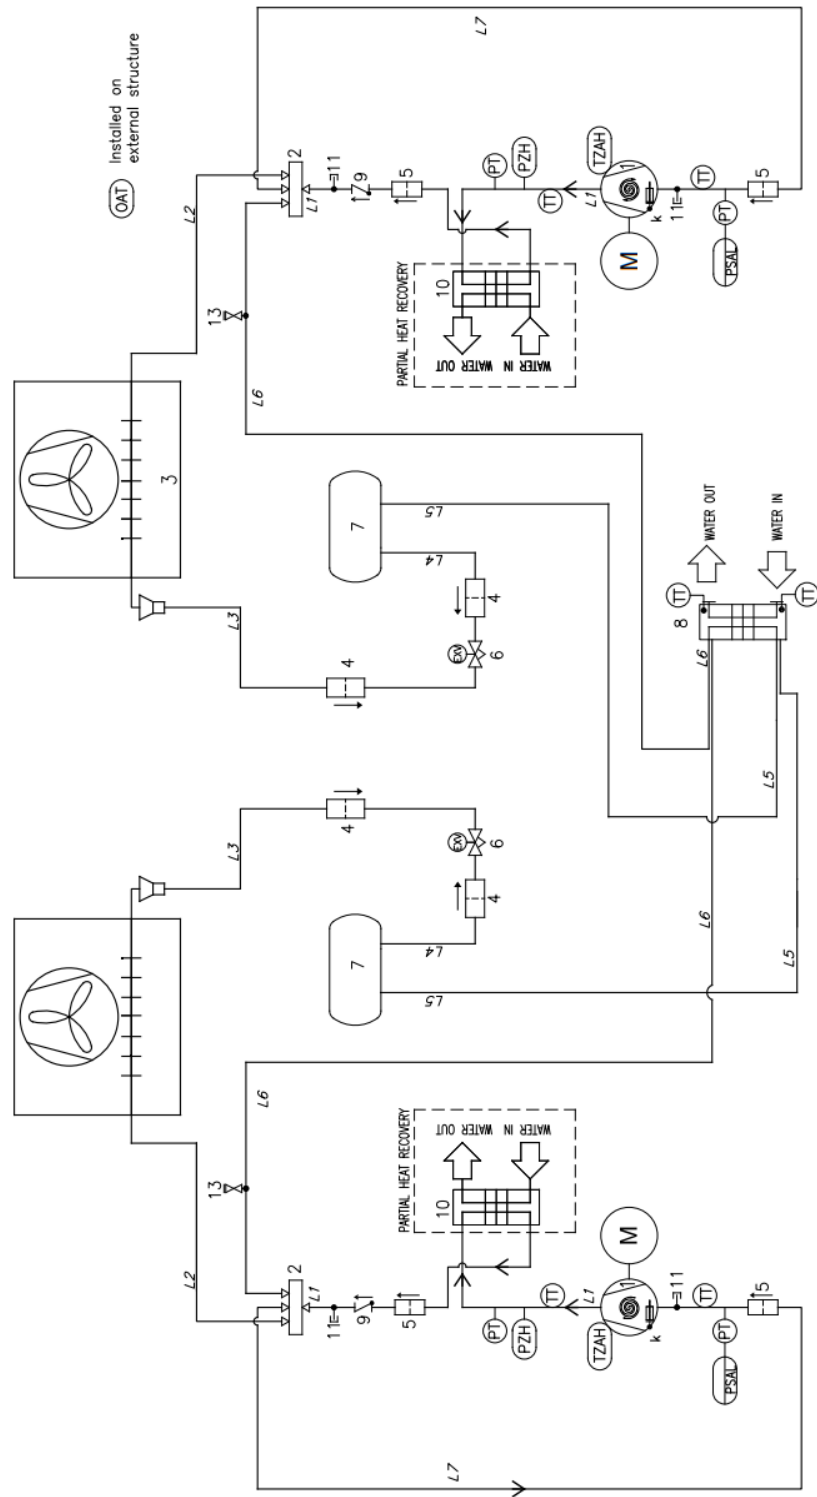 OAT
Installed on
external structure
3
L2
L2
13
13
L3
L3
L6
L6
2
2
L1
L1
11
11
4
4
7
7
9
9
PARTIAL HEAT RECOVERY
PARTIAL HEAT RECOVERY
5
5
L5
L4
L4
L5
10
10
WATER OUT
WATER IN
WATER OUT
WATER IN
L7
L7
EXV
EXV
6
6
4
4
PT
PT
PZH
PZH
TT
TT
L1
L1
TZAH
TZAH
1
1
M
M
k
k
11
11
TT
TT
PT
PT
PSAL
PSAL
5
5
8
TT
TT
L6
L6
L5
L5
WATER OUT
WATER IN